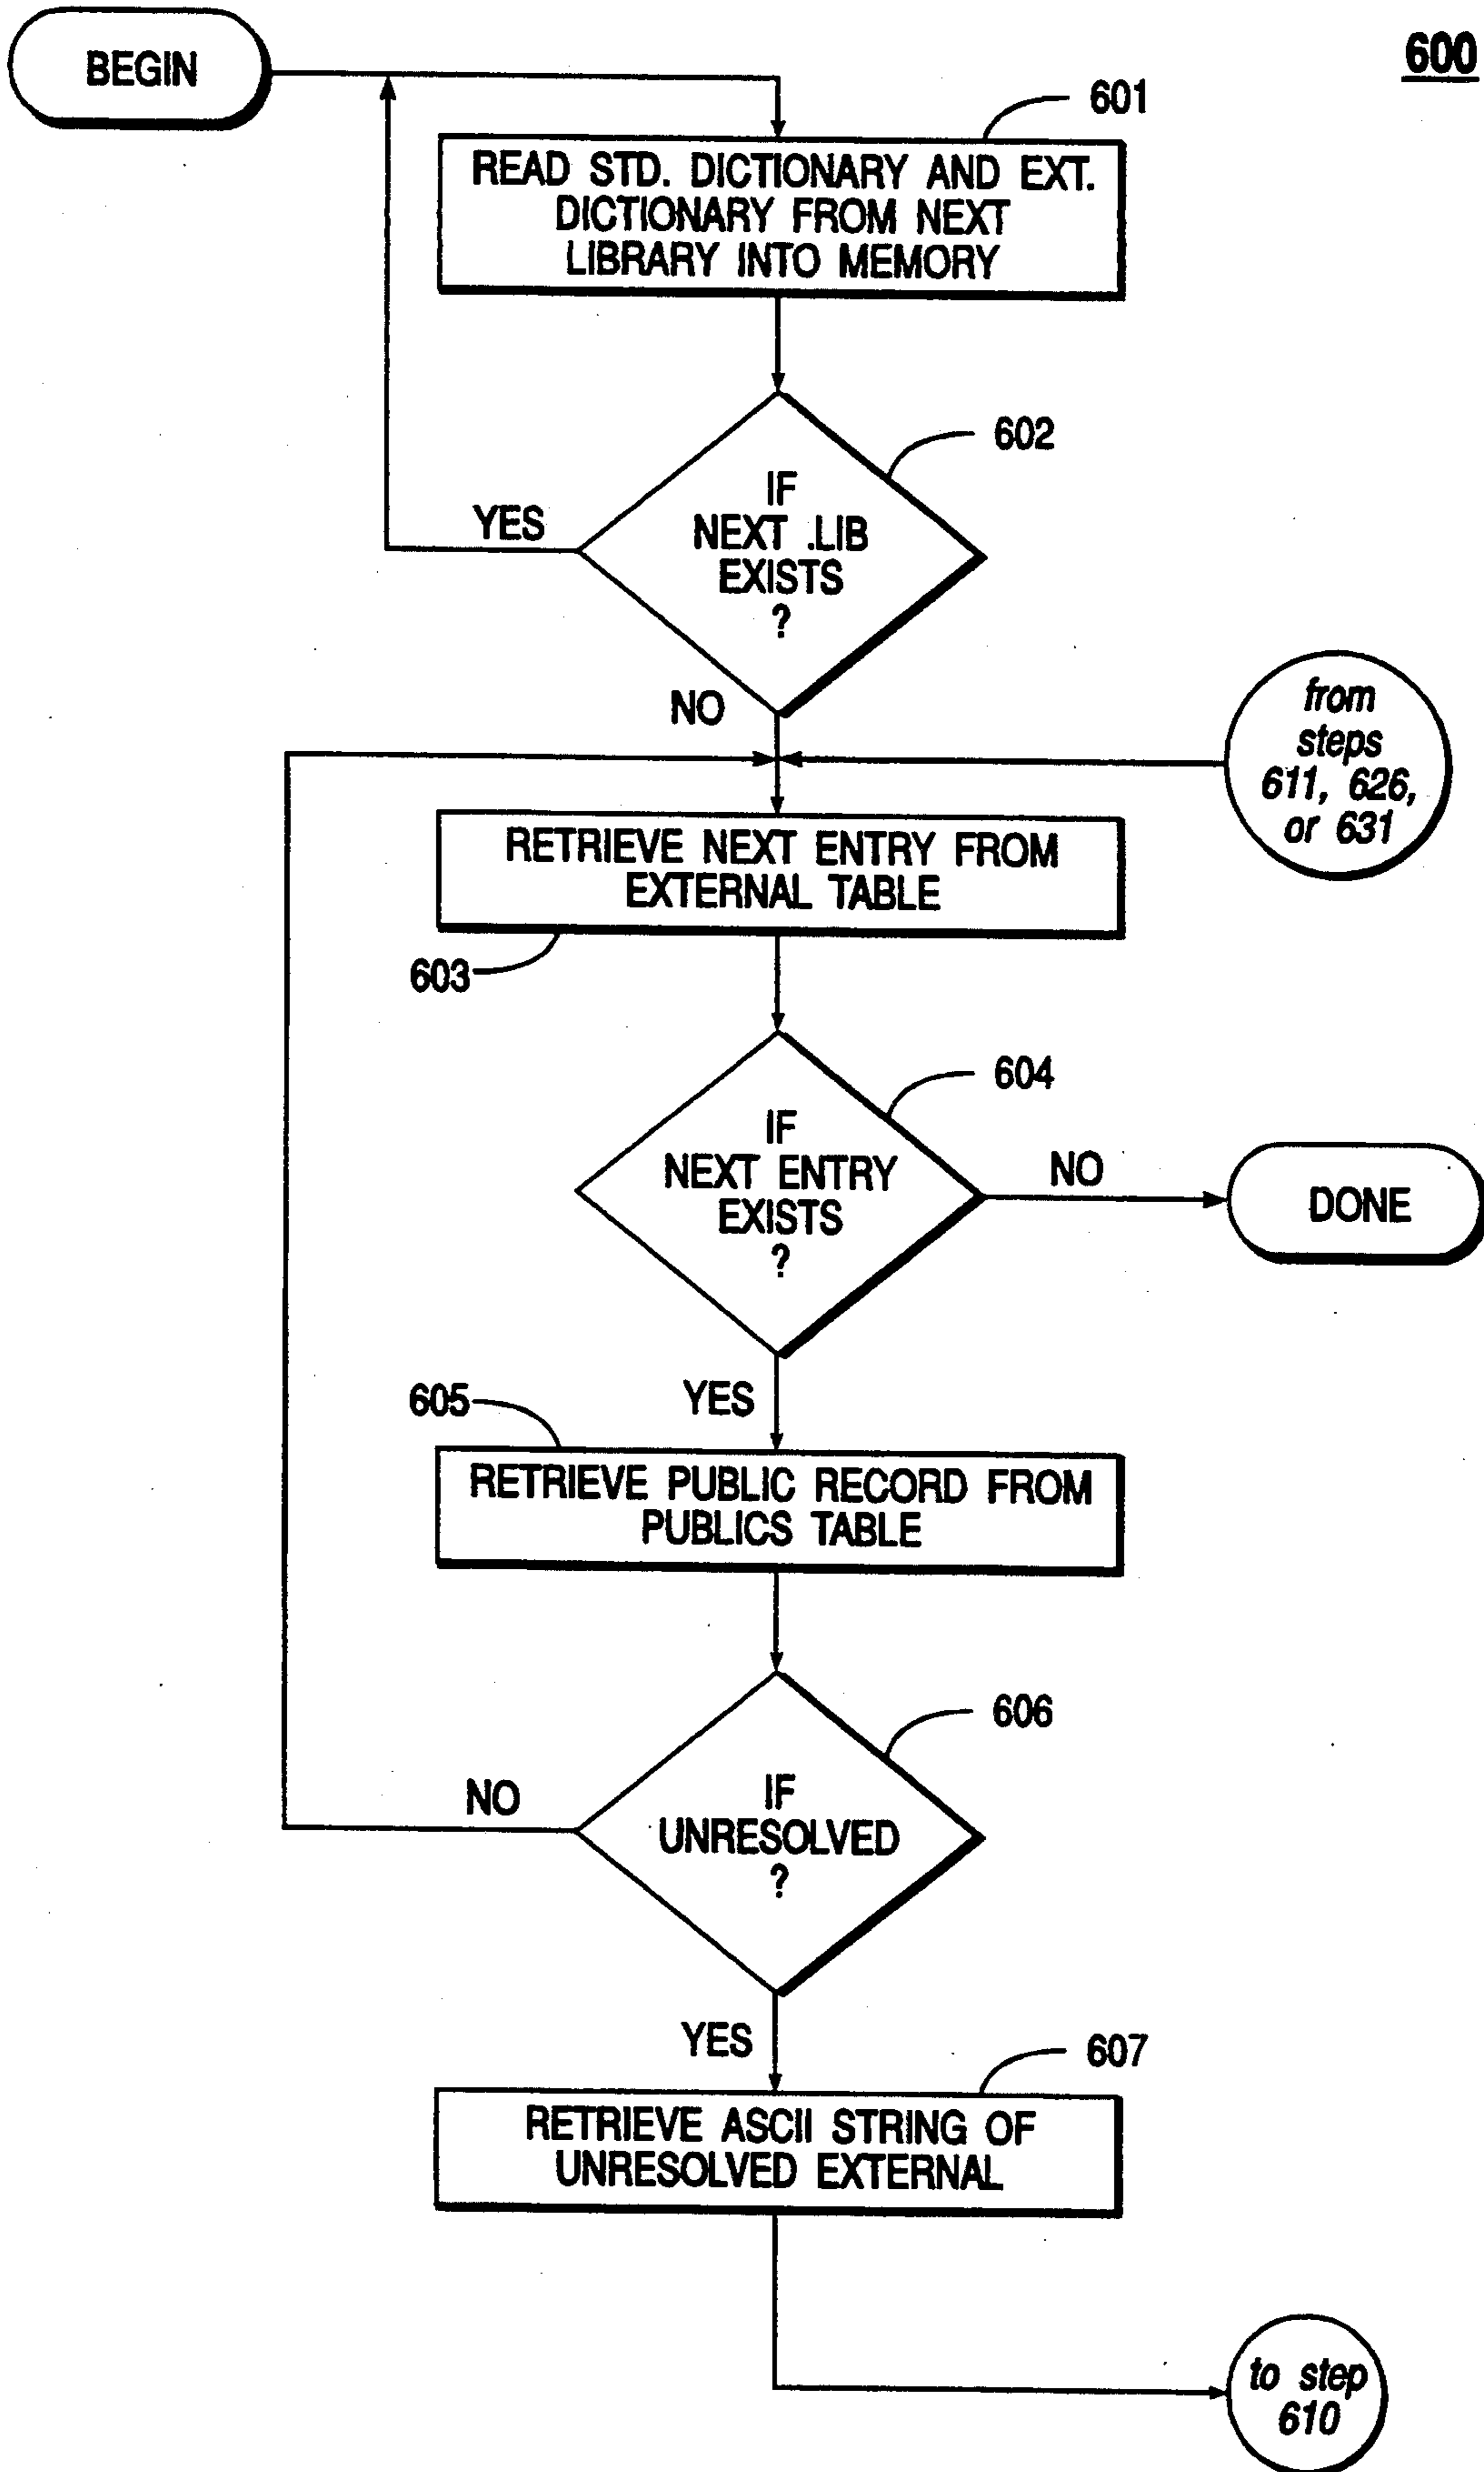 600
BEGIN
601
READ STD. DICTIONARY AND EXT.
DICTIONARY FROM NEXT
LIBRARY INTO MEMORY
602
IF
NEXT .LIB
EXISTS
?
YES
NO
from
steps
611, 626,
or 631
RETRIEVE NEXT ENTRY FROM
EXTERNAL TABLE
603
604
IF
NEXT ENTRY
EXISTS
?
NO
DONE
YES
605
RETRIEVE PUBLIC RECORD FROM
PUBLICS TABLE
606
IF
UNRESOLVED
?
NO
YES
607
RETRIEVE ASCII STRING OF
UNRESOLVED EXTERNAL
to step
610